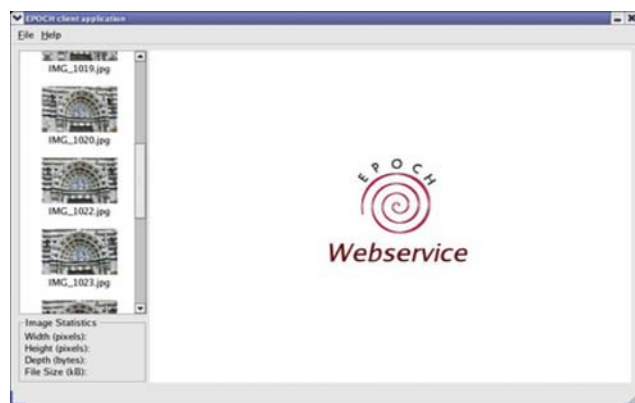 EPOCH client application
File Help
IMG_1019.jpg
IMG_1020.jpg
IMG_1022.jpg
IMG_1023.jpg
EPOCH
Webservice
Image Statistics
Width (pixels):
Height (pixels):
Depth (bytes):
File Size (kB):